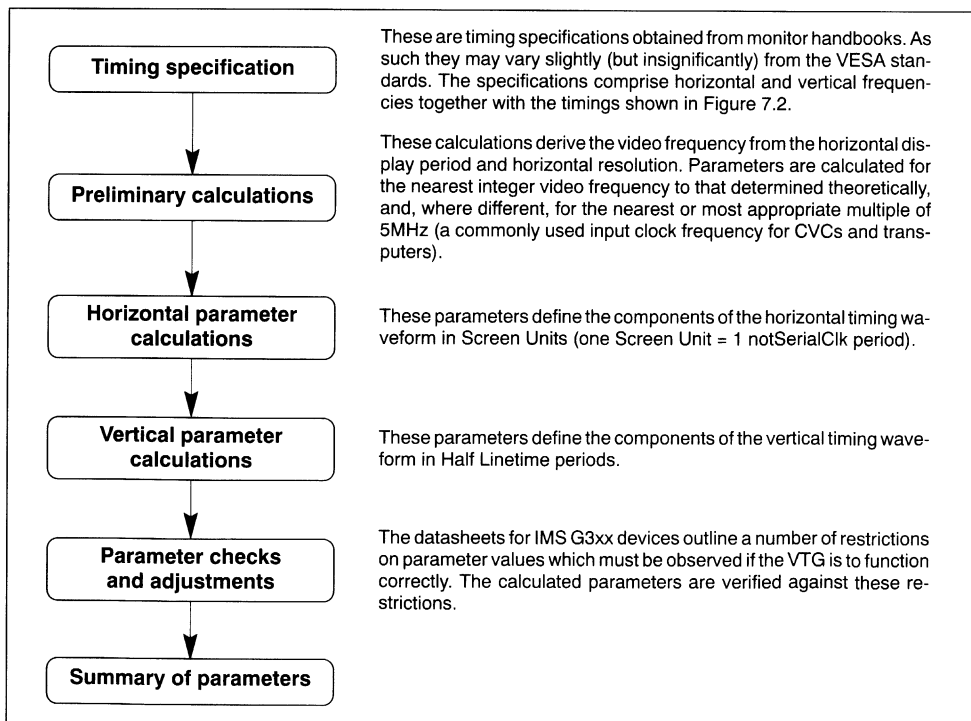 Timing specification
These are timing specifications obtained from monitor handbooks. As
such they may vary slightly (but insignificantly) from the VESA stan-
dards. The specifications comprise horizontal and vertical frequen-
cies together with the timings shown in Figure 7.2.
Preliminary calculations
These calculations derive the video frequency from the horizontal dis-
play period and horizontal resolution. Parameters are calculated for
the nearest integer video frequency to that determined theoretically,
and, where different, for the nearest or most appropriate multiple of
5MHz (a commonly used input clock frequency for CVCs and trans-
puters).
Horizontal parameter
calculations
These parameters define the components of the horizontal timing wa-
veform in Screen Units (one Screen Unit = 1 notSerialClk period).
Vertical parameter
calculations
These parameters define the components of the vertical timing wave-
form in Half Linetime periods.
Parameter checks
and adjustments
The datasheets for IMS G3xx devices outline a number of restrictions
on parameter values which must be observed if the VTG is to function
correctly. The calculated parameters are verified against these re-
strictions.
Summary of parameters